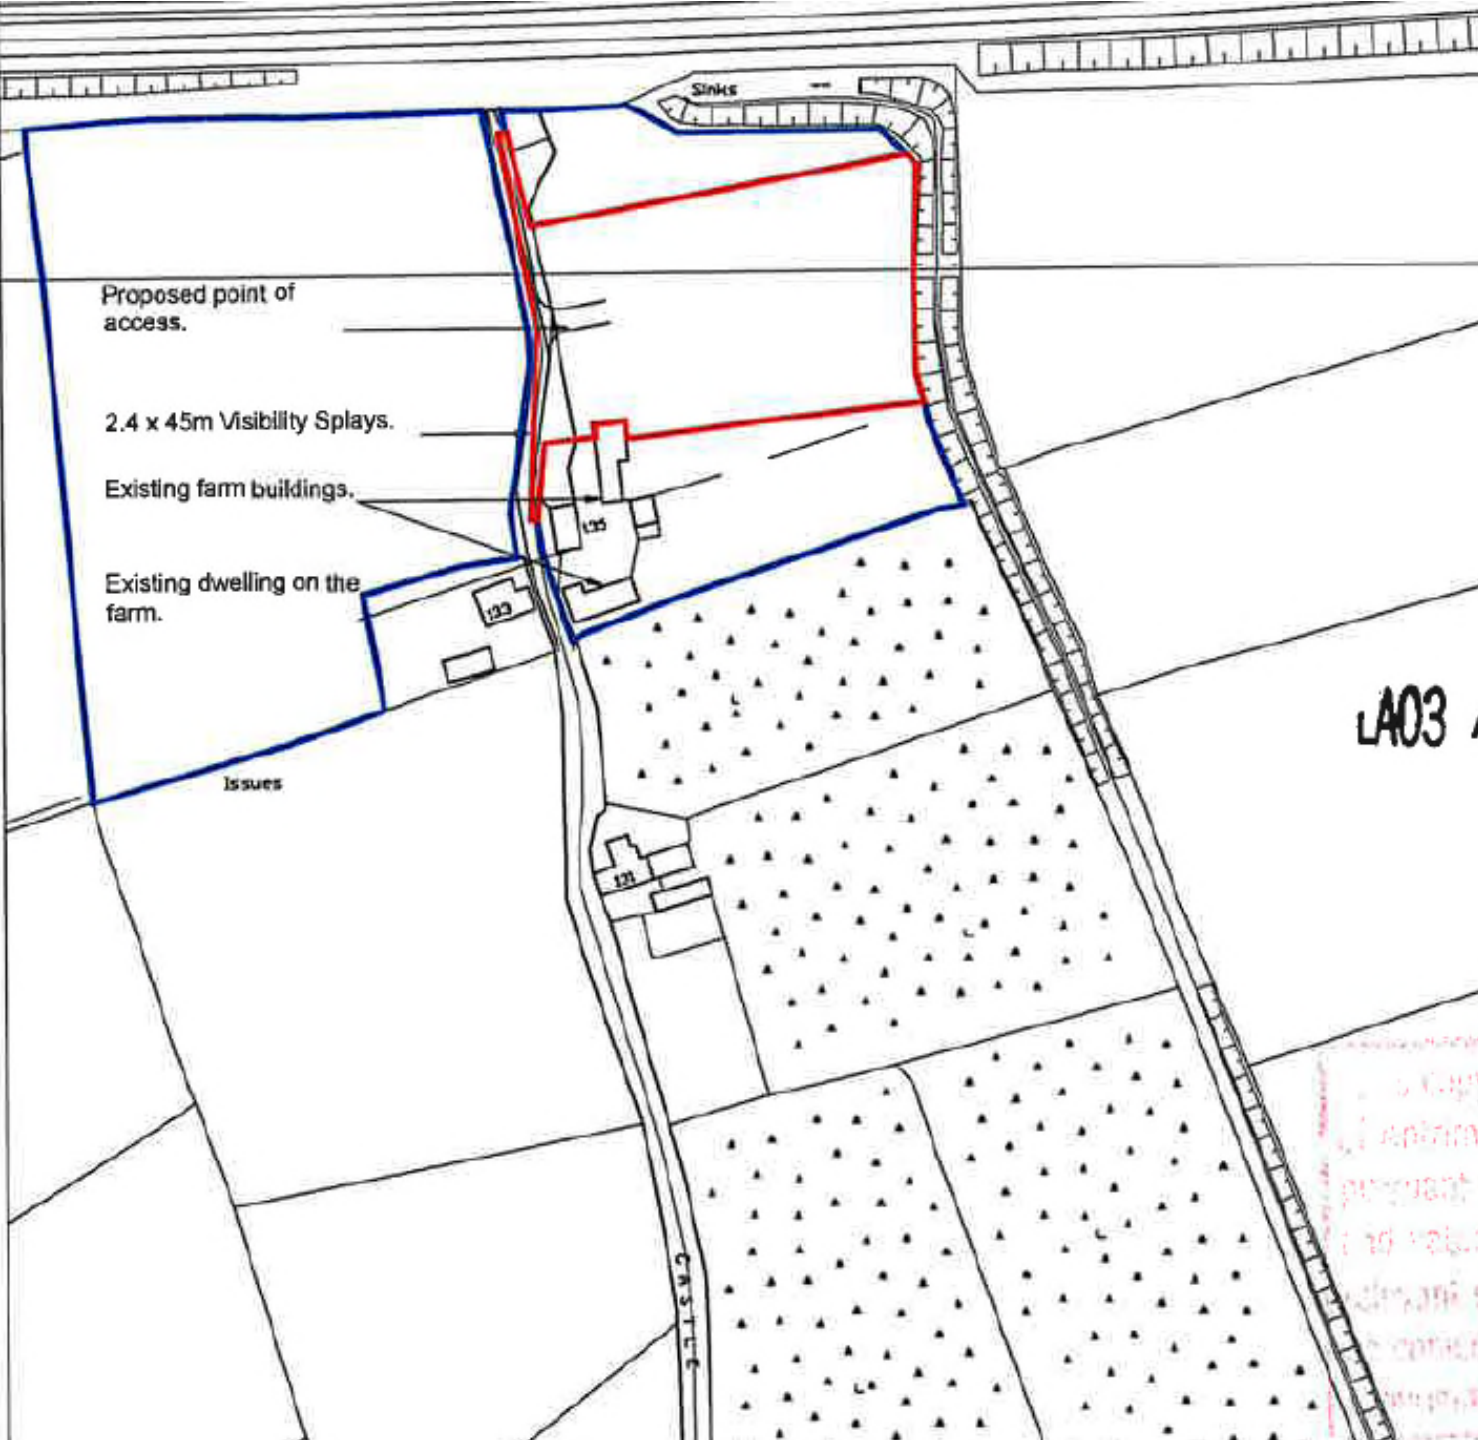 Sinks
Proposed point of
access.
2.4 x 45m Visibility Splays.
Existing farm buildings.
135
Existing dwelling on the
farm.
133
LA03
Issues
131
CASTLE